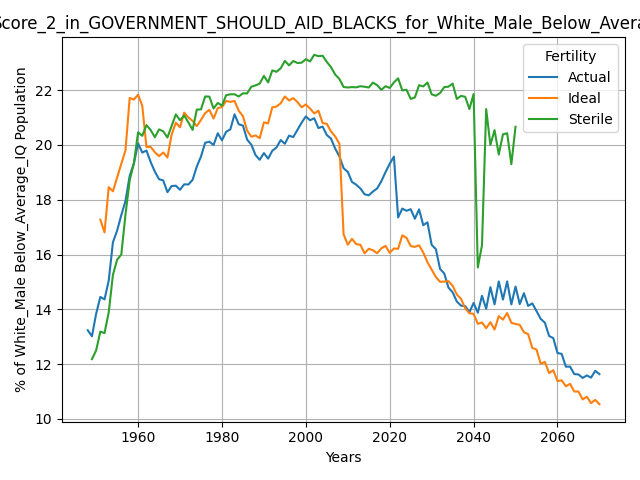 Score_2_in_GOVERNMENT_SHOULD_AID_BLACKS_for_White_Male_Below_Avera
Fertility
Actual
Ideal
Sterile
% of White_Male Below_Average_IQ Population
22
20
18
16
14
12
10
1960
1980
2000
2020
2040
2060
Years